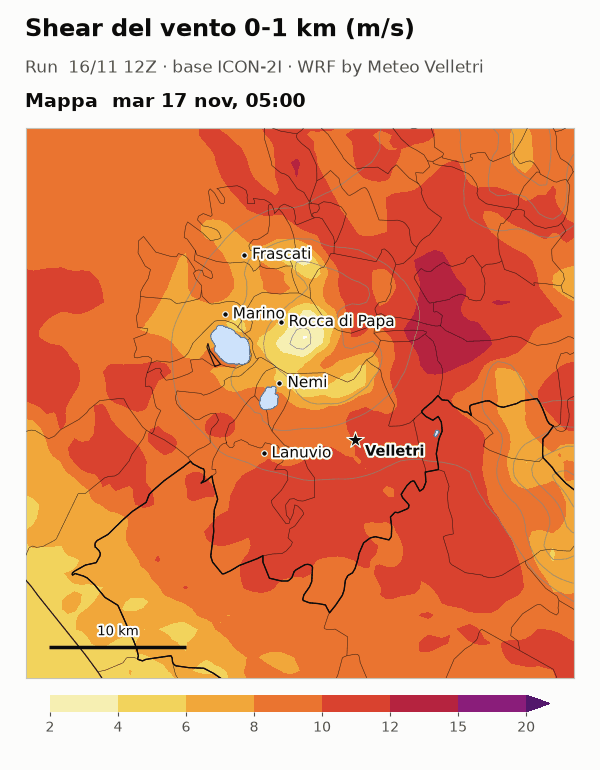 Shear del vento 0-1 km (m/s)
Run  16/11 12Z · base ICON-2I · WRF by Meteo Velletri
Mappa  mar 17 nov, 05:00
Frascati
Marino
Rocca di Papa
Nemi
Velletri
Lanuvio
10 km
2 4 6 8 10 12 15 20